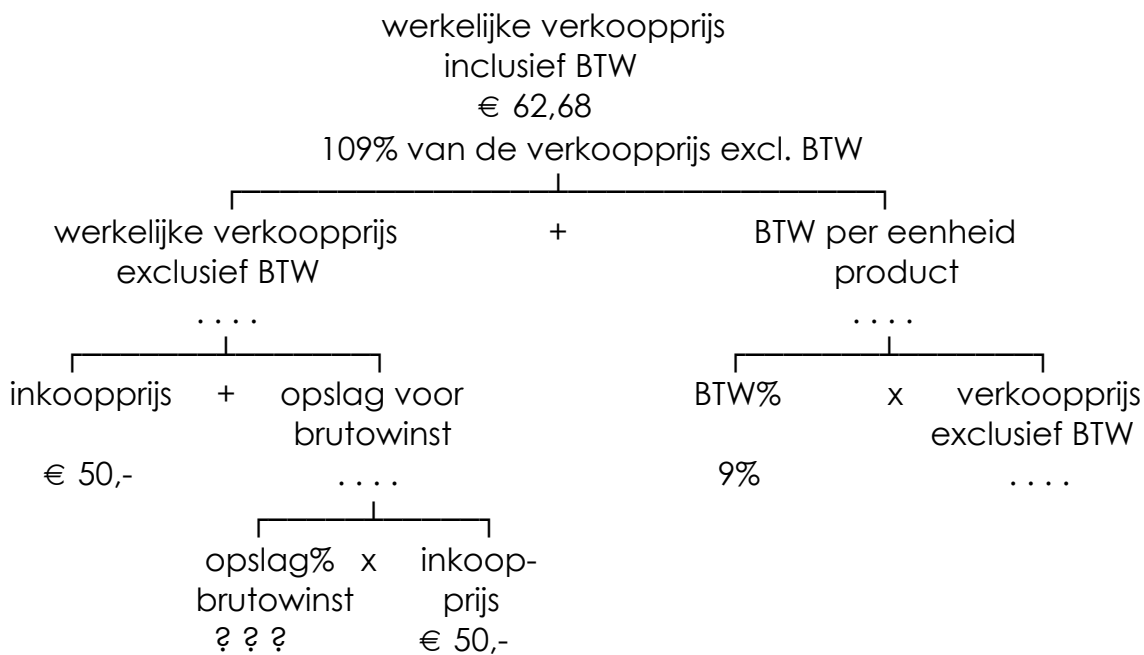 werkelijke verkoopprijs
inclusief BTW
€ 62,68
109% van de verkoopprijs excl. BTW
werkelijke verkoopprijs + BTW per eenheid
exclusief BTW product
. . . . . . . .
inkoopprijs + opslag voor BTW% x verkoopprijs
brutowinst exclusief BTW
€ 50,- . . . . 9% . . . .
opslag% x inkoop-
brutowinst prijs
? ? ? € 50,-